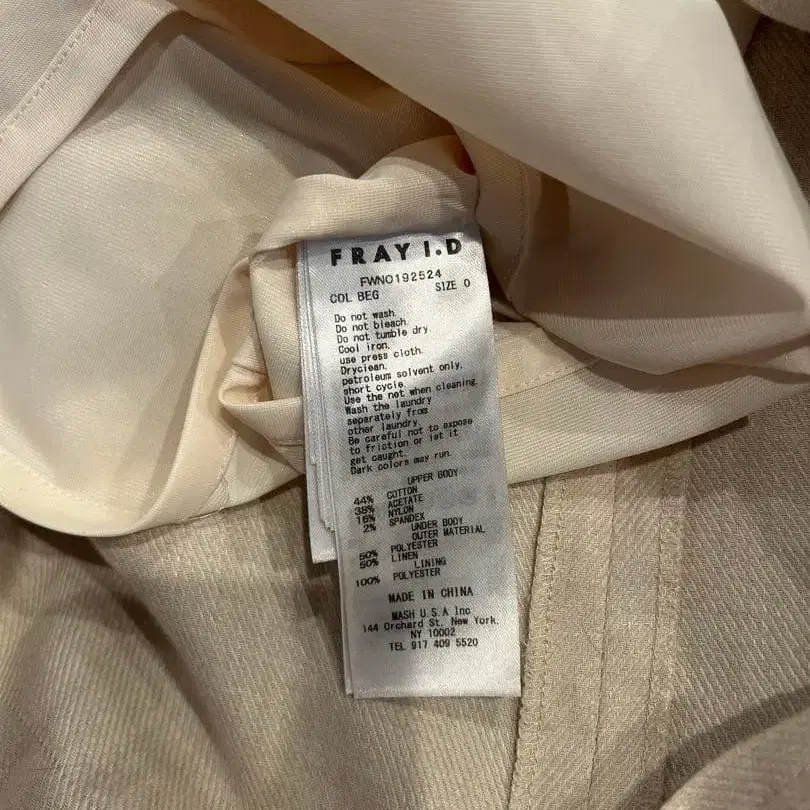 FRAY I.D
FWNO192524
COL BEG SIZE 0
Do not wash.
Do not bleach.
Do not tumble dry.
Cool iron.
use press cloth.
Dryclean.
petroleum solvent only,
short cycle.
Use the net when cleaning.
Wash the laundry
separately from
other laundry.
Be careful not to expose
to friction or let it
get caught.
Dark colors may run.
UPPER BODY
44% COTTON
38% ACETATE
16% NYLON
2% SPANDEX
UNDER BODY
OUTER MATERIAL
50% POLYESTER
50% LINEN
LINING
100% POLYESTER
MADE IN CHINA
MASH U.S.A Inc
144 Orchard St. New York,
NY 10002
TEL 917 409 5520